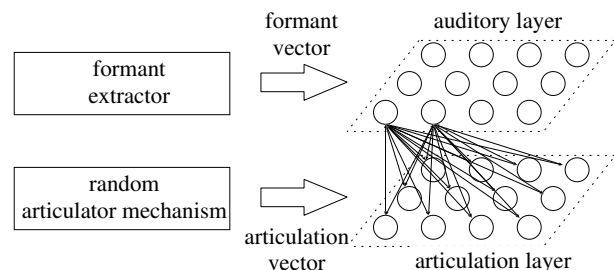 formant
vector
auditory layer
formant
extractor
random
articulator mechanism
articulation
vector
articulation layer